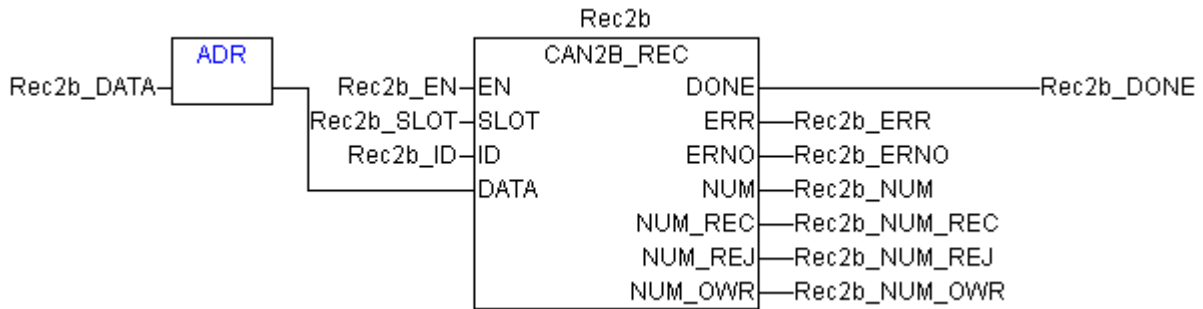 Rec2b
ADR CAN2B_REC
Rec2b_DATA Rec2b_EN EN DONE Rec2b_DONE
Rec2b_SLOT SLOT ERR Rec2b_ERR
Rec2b_ID ID ERNO Rec2b_ERNO
DATA NUM Rec2b_NUM
NUM_REC Rec2b_NUM_REC
NUM_REJ Rec2b_NUM_REJ
NUM_OWR Rec2b_NUM_OWR